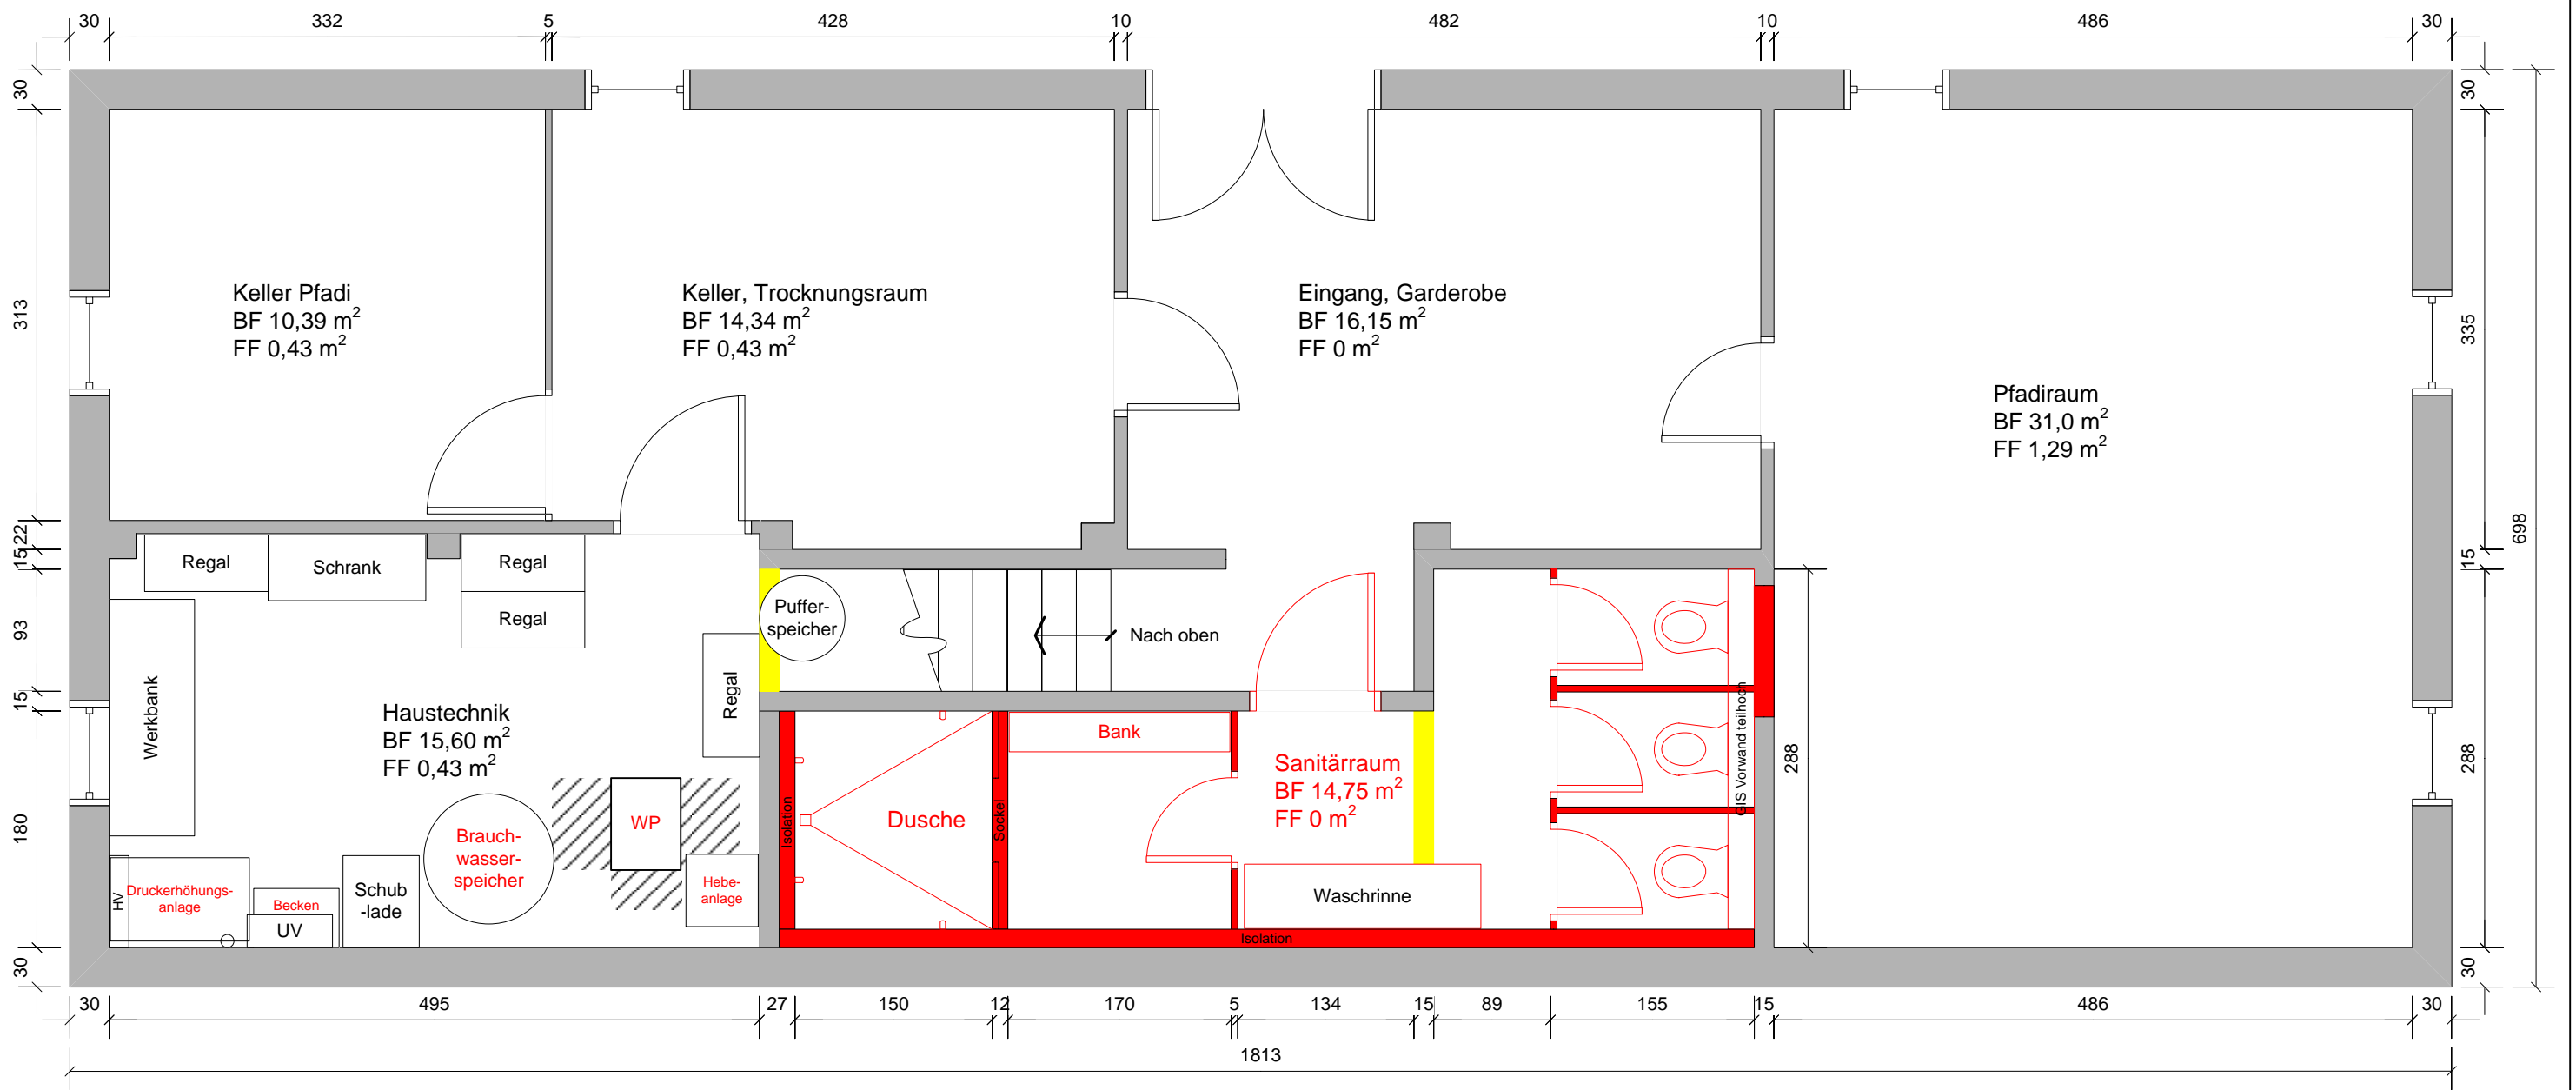 30 332 5 428 10 482 10 486 30
30
313
22
15
93
15
180
30
Keller Pfadi
BF 10,39 m²
FF 0,43 m²
Keller, Trocknungsraum
BF 14,34 m²
FF 0,43 m²
Eingang, Garderobe
BF 16,15 m²
FF 0 m²
Pfadiraum
BF 31,0 m²
FF 1,29 m²
30
335
15
288
30
698
Regal
Schrank
Regal
Regal
Werkbank
Regal
Puffer-
speicher
Nach oben
Haustechnik
BF 15,60 m²
FF 0,43 m²
WP
Brauch-
wasser-
speicher
Hebe-
anlage
HV
Druckerhöhungs-
anlage
Becken
UV
Schub
-lade
Isolation
Dusche
Sockel
Bank
Sanitärraum
BF 14,75 m²
FF 0 m²
Waschrinne
Isolation
GIS Vorwand teilhoch
288
30 495 27 150 12 170 5 134 15 89 155 15 486 30
1813